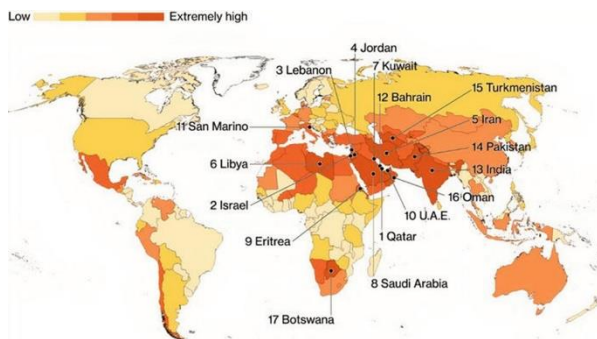 Low Extremely high
4 Jordan
3 Lebanon
7 Kuwait
15 Turkmenistan
12 Bahrain
5 Iran
11 San Marino
14 Pakistan
6 Libya
13 India
2 Israel
16 Oman
10 U.A.E.
9 Eritrea
1 Qatar
8 Saudi Arabia
17 Botswana